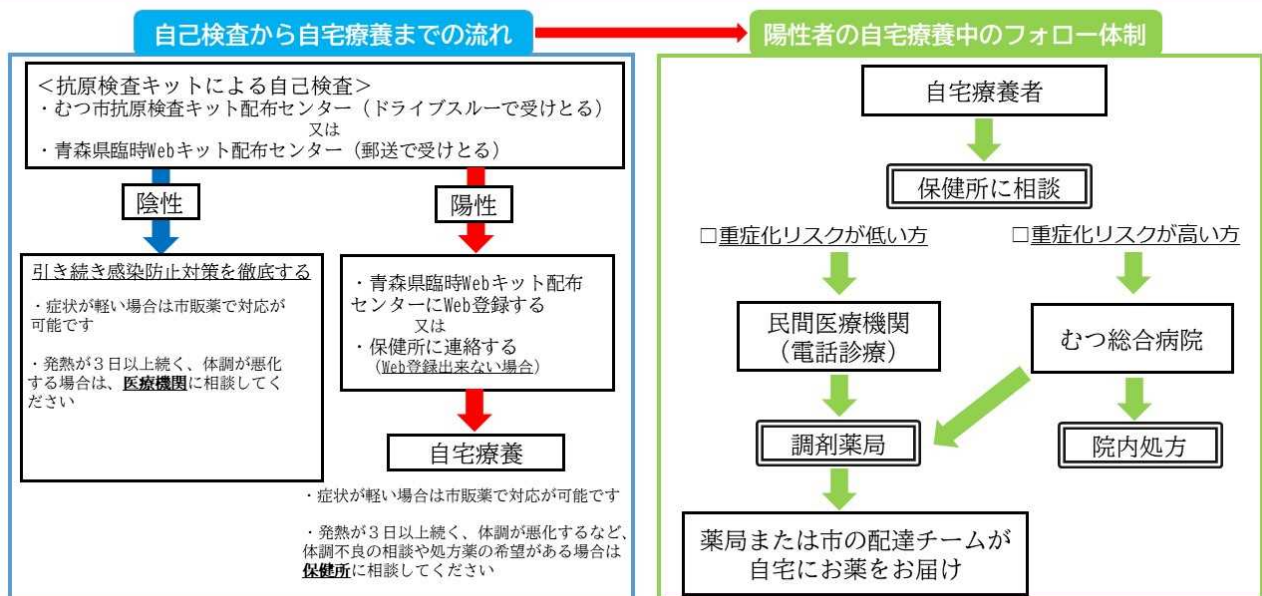 自己検査から自宅療養までの流れ
＜抗原検査キットによる自己検査＞
・むつ市抗原検査キット配布センター（ドライブスルーで受けとる）
又は
・青森県臨時Webキット配布センター（郵送で受けとる）
陰性
陽性
引き続き感染防止対策を徹底する
・症状が軽い場合は市販薬で対応が
可能です
・発熱が３日以上続く、体調が悪化
する場合は、医療機関に相談してく
ださい
・青森県臨時Webキット配布
センターにWeb登録する
又は
・保健所に連絡する
（Web登録出来ない場合）
自宅療養
・症状が軽い場合は市販薬で対応が可能です
・発熱が３日以上続く、体調が悪化するなど、
体調不良の相談や処方薬の希望がある場合は
保健所に相談してください
陽性者の自宅療養中のフォロー体制
自宅療養者
保健所に相談
□重症化リスクが低い方
□重症化リスクが高い方
民間医療機関
（電話診療）
むつ総合病院
調剤薬局
院内処方
薬局または市の配達チームが
自宅にお薬をお届け